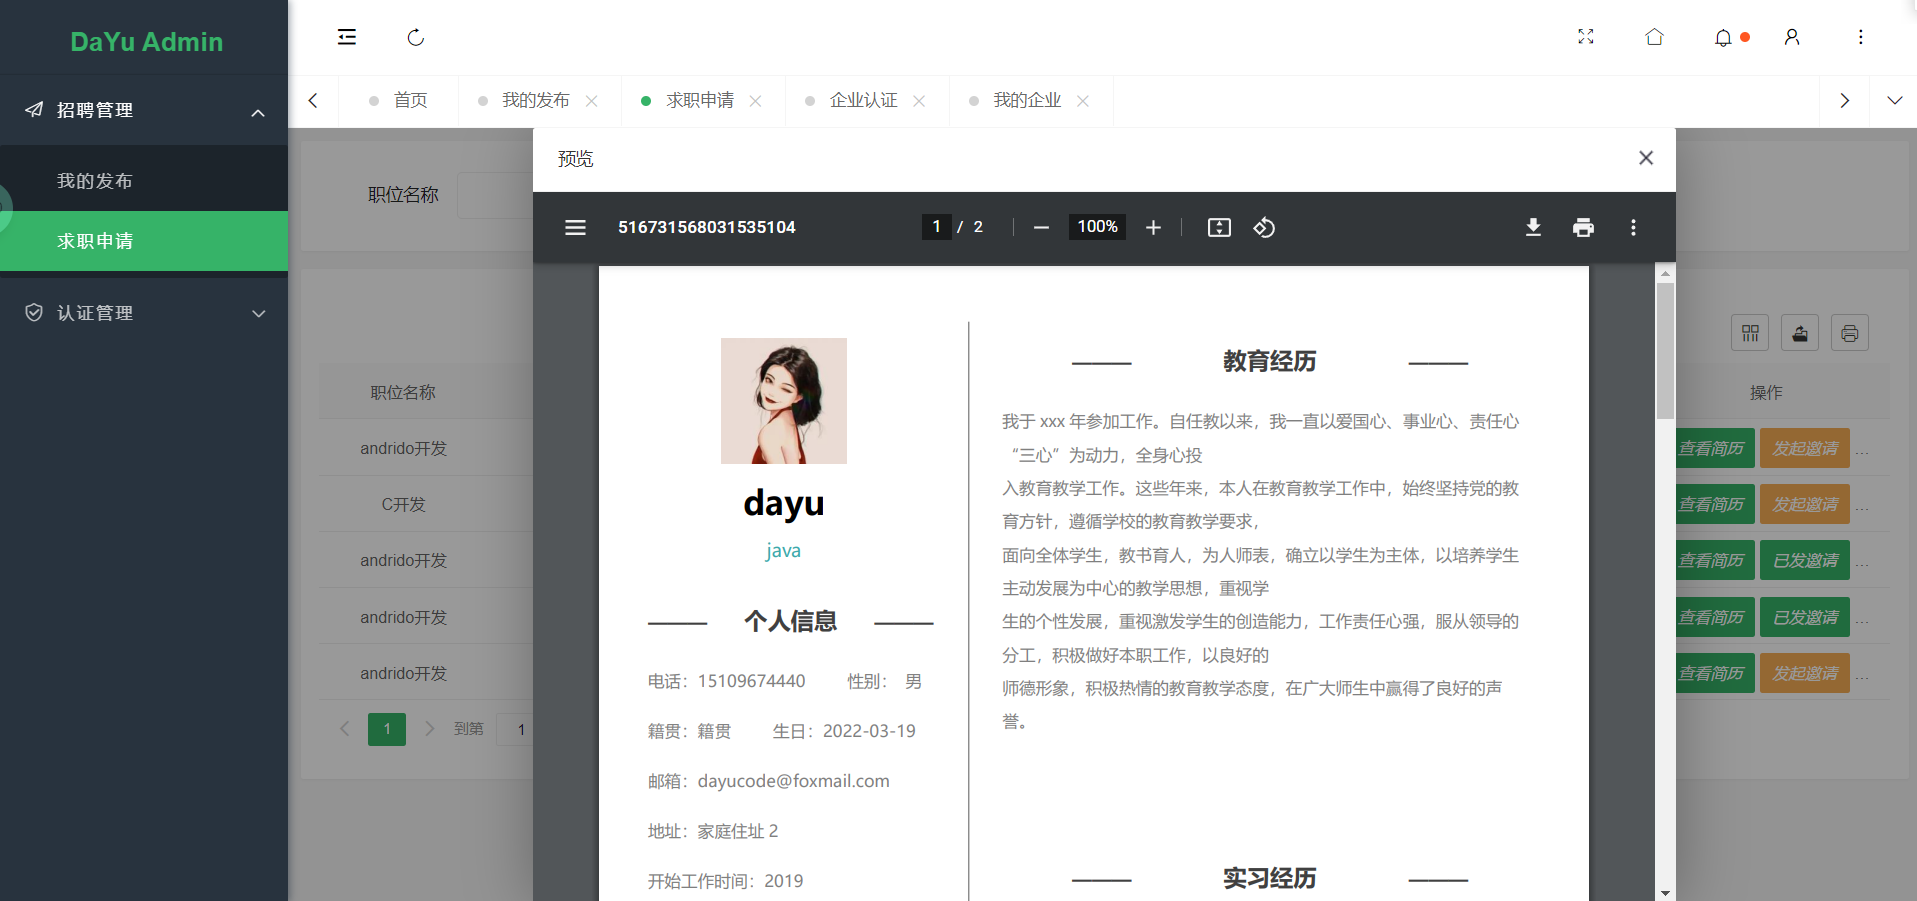 DaYu Admin
招聘管理
我的发布
求职申请
认证管理
首页
我的发布
求职申请
企业认证
我的企业
职位名称
职位名称
andrido开发
C开发
andrido开发
andrido开发
andrido开发
1
到第
1
预览
516731568031535104
1 / 2
100%
dayu
java
个人信息
电话：15109674440 性别： 男
籍贯：籍贯 生日：2022-03-19
邮箱：dayucode@foxmail.com
地址：家庭住址 2
开始工作时间：2019
教育经历
我于 xxx 年参加工作。自任教以来，我一直以爱国心、事业心、责任心
“三心”为动力，全身心投
入教育教学工作。这些年来，本人在教育教学工作中，始终坚持党的教
育方针，遵循学校的教育教学要求，
面向全体学生，教书育人，为人师表，确立以学生为主体，以培养学生
主动发展为中心的教学思想，重视学
生的个性发展，重视激发学生的创造能力，工作责任心强，服从领导的
分工，积极做好本职工作，以良好的
师德形象，积极热情的教育教学态度，在广大师生中赢得了良好的声
誉。
实习经历
操作
查看简历 发起邀请 ...
查看简历 发起邀请 ...
查看简历 已发邀请 ...
查看简历 已发邀请 ...
查看简历 发起邀请 ...